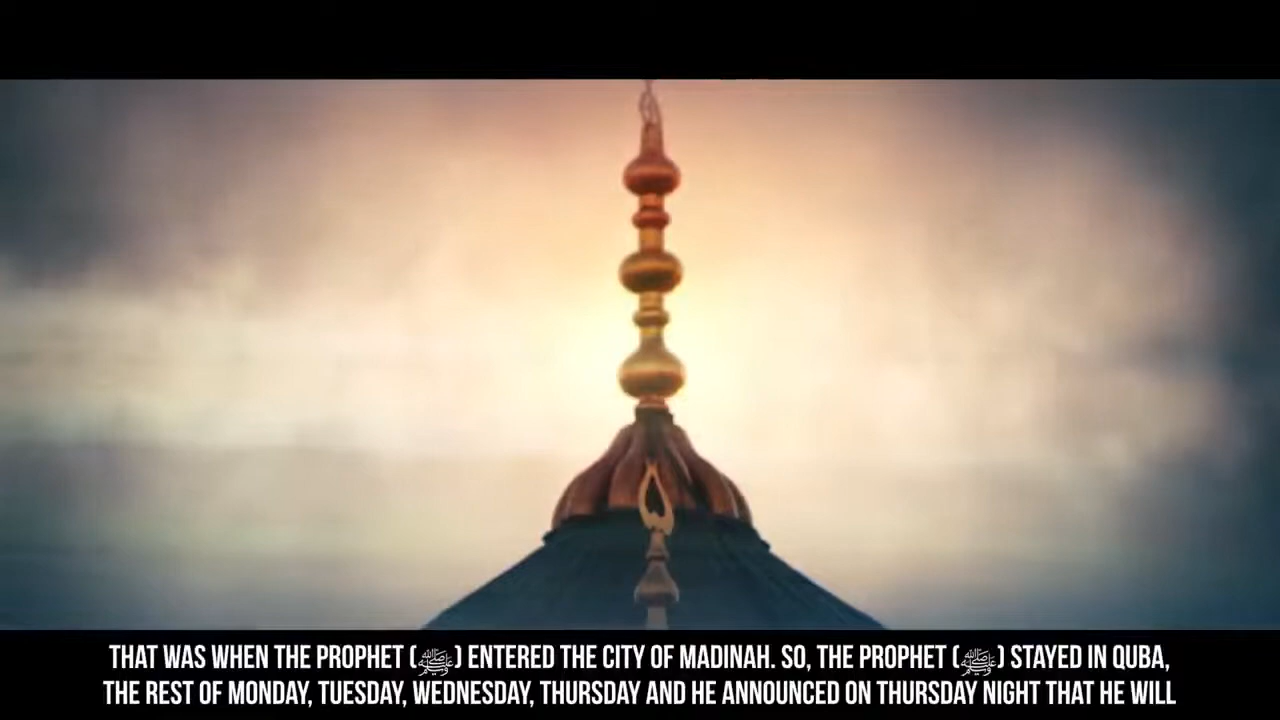 THAT WAS WHEN THE PROPHET (ﷺ) ENTERED THE CITY OF MADINAH. SO, THE PROPHET (ﷺ) STAYED IN QUBA,
THE REST OF MONDAY, TUESDAY, WEDNESDAY, THURSDAY AND HE ANNOUNCED ON THURSDAY NIGHT THAT HE WILL